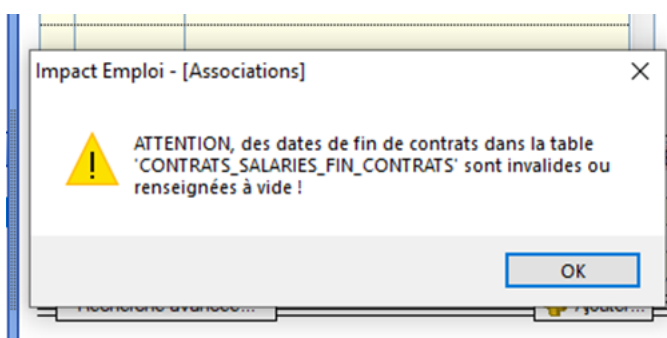 Impact Emploi - [Associations]
ATTENTION, des dates de fin de contrats dans la table
'CONTRATS_SALARIES_FIN_CONTRATS' sont invalides ou
renseignées à vide !
OK